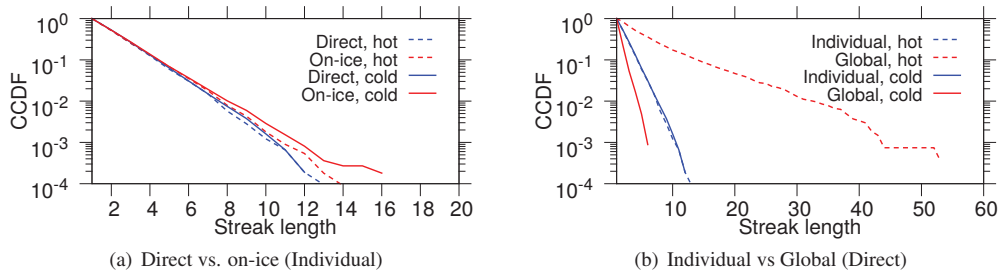 CCDF
10^0
10^-1
10^-2
10^-3
10^-4
Direct, hot
On-ice, hot
Direct, cold
On-ice, cold
2 4 6 8 10 12 14 16 18 20
Streak length
(a) Direct vs. on-ice (Individual)
CCDF
10^0
10^-1
10^-2
10^-3
10^-4
Individual, hot
Global, hot
Individual, cold
Global, cold
10 20 30 40 50 60
Streak length
(b) Individual vs Global (Direct)